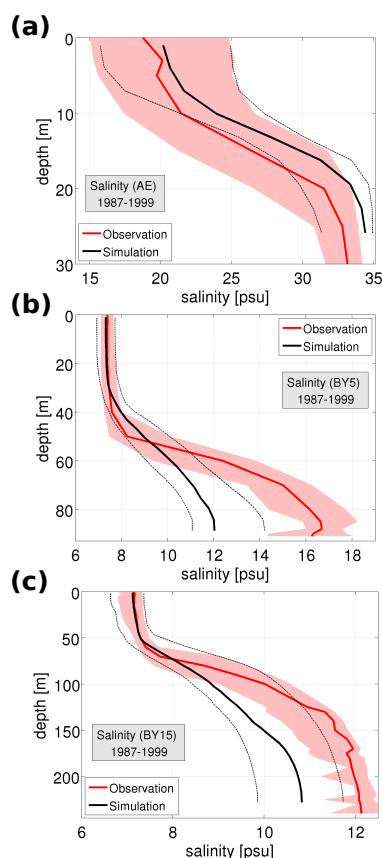 (a)
0
10
20
30
depth [m]
Salinity (AE)
1987-1999
Observation
Simulation
15
20
25
30
35
salinity [psu]
(b)
0
20
40
60
80
depth [m]
Observation
Simulation
Salinity (BY5)
1987-1999
6
8
10
12
14
16
18
salinity [psu]
(c)
0
50
100
150
200
depth [m]
Salinity (BY15)
1987-1999
Observation
Simulation
6
8
10
12
salinity [psu]